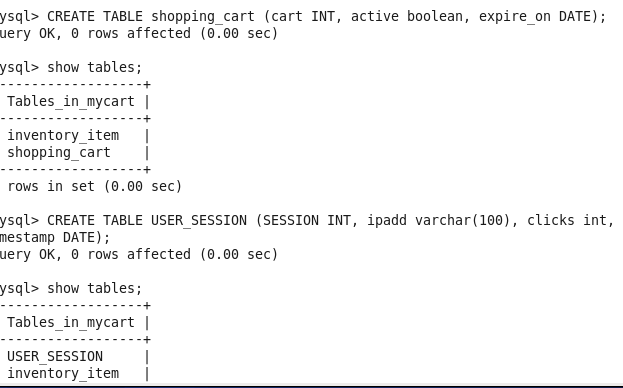 ysql> CREATE TABLE shopping_cart (cart INT, active boolean, expire_on DATE);
uery OK, 0 rows affected (0.00 sec)
ysql> show tables;
------------------+
Tables_in_mycart |
------------------+
inventory_item   |
shopping_cart    |
------------------+
rows in set (0.00 sec)
ysql> CREATE TABLE USER_SESSION (SESSION INT, ipadd varchar(100), clicks int,
mestamp DATE);
uery OK, 0 rows affected (0.00 sec)
ysql> show tables;
------------------+
Tables_in_mycart |
------------------+
USER_SESSION     |
inventory_item   |